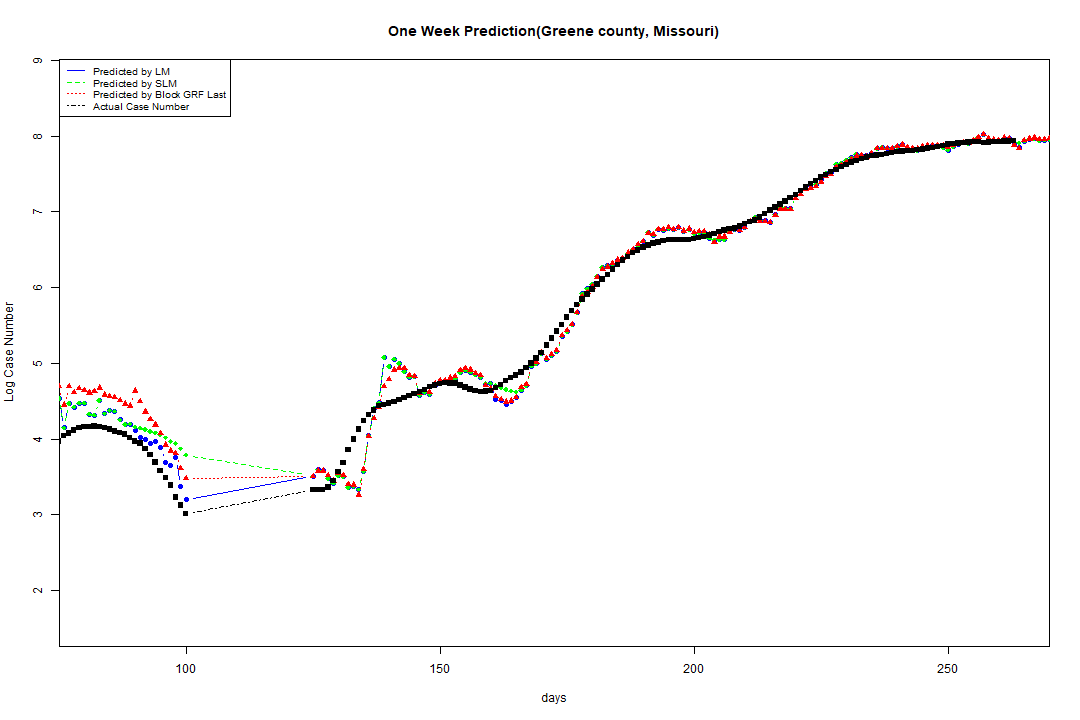 One Week Prediction(Greene county, Missouri)
Predicted by LM
Predicted by SLM
Predicted by Block GRF Last
Actual Case Number
9
8
7
6
5
4
3
2
Log Case Number
100 150 200 250
days